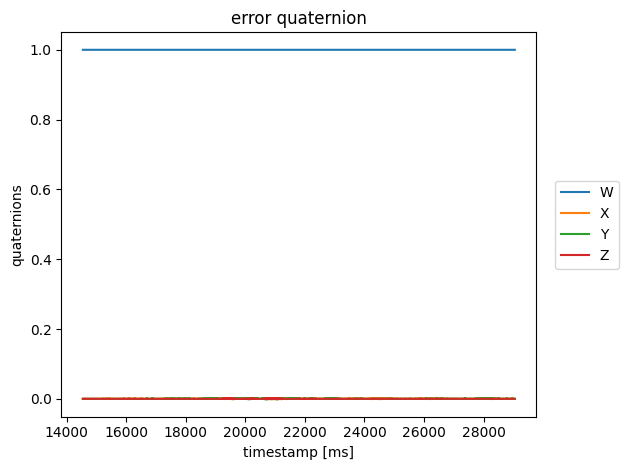 error quaternion
1.0
0.8
0.6
0.4
0.2
0.0
quaternions
14000 16000 18000 20000 22000 24000 26000 28000
timestamp [ms]
W
X
Y
Z